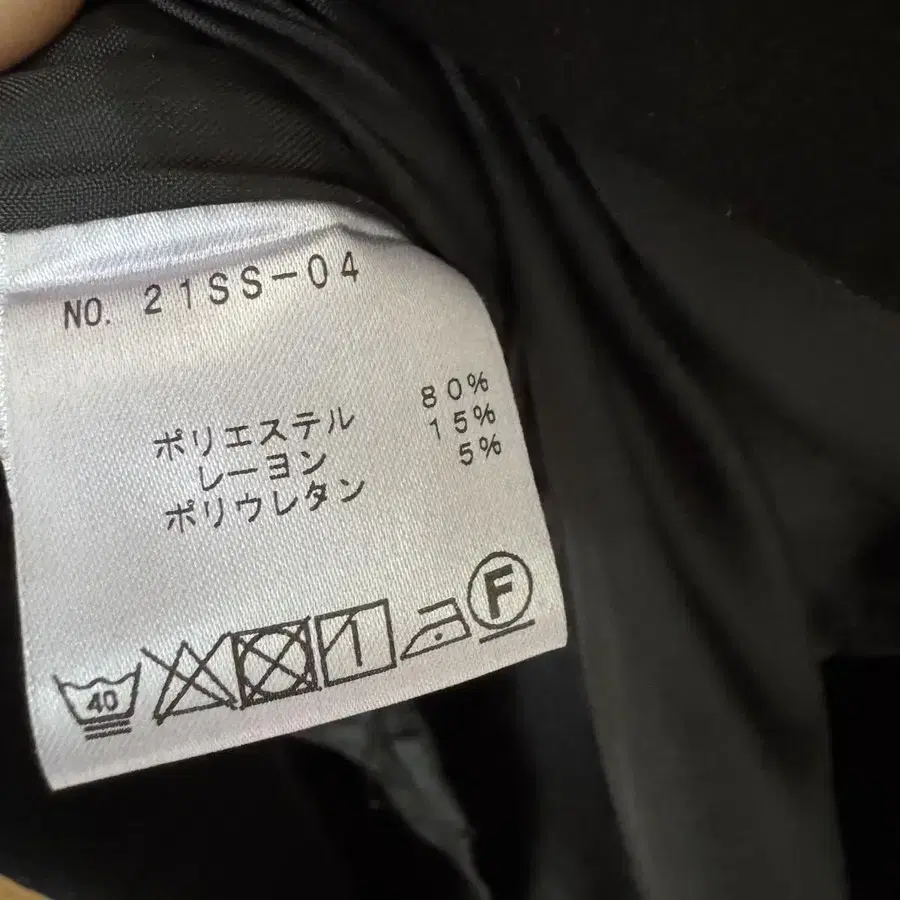 NO. 21SS-04
ポリエステル 80%
レーヨン 15%
ポリウレタン 5%
40 F